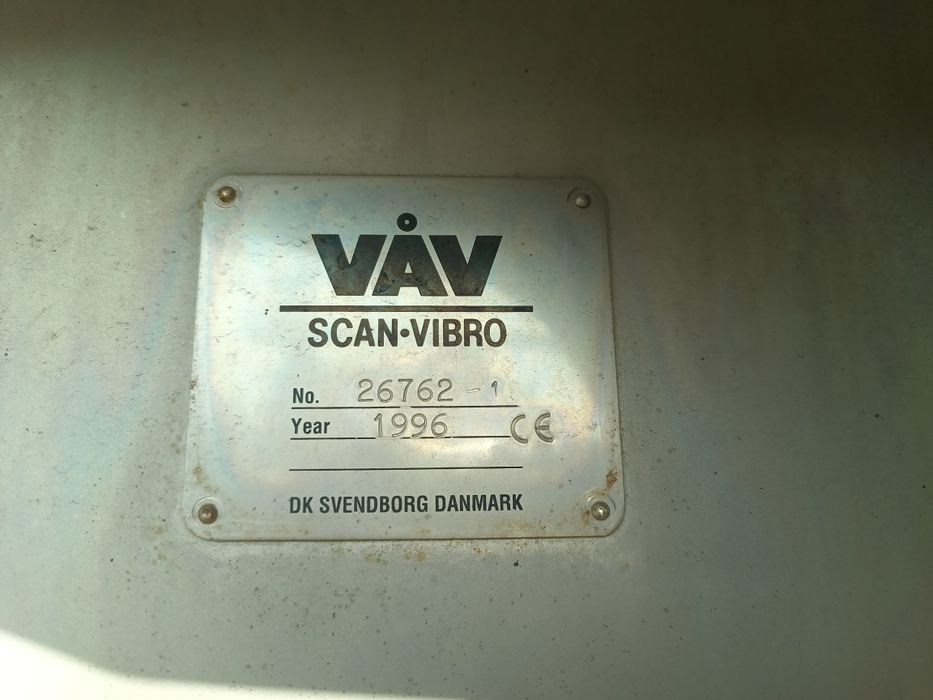 VÅV
SCAN·VIBRO
No. 26762-1
Year 1996 CE
DK SVENDBORG DANMARK